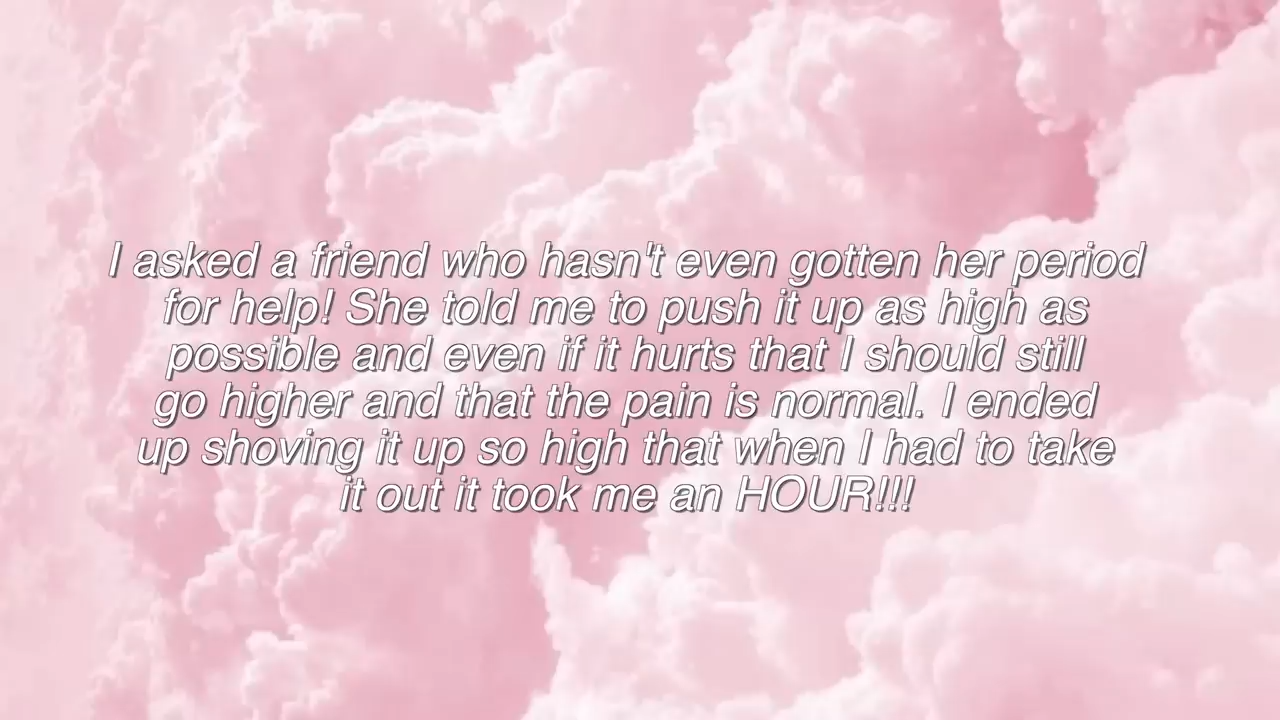 I asked a friend who hasn't even gotten her period
for help! She told me to push it up as high as
possible and even if it hurts that I should still
go higher and that the pain is normal. I ended
up shoving it up so high that when I had to take
it out it took me an HOUR!!!